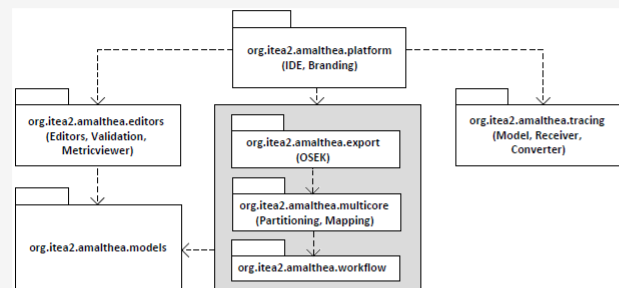 org.itea2.amalthea.platform
(IDE, Branding)
org.itea2.amalthea.editors
(Editors, Validation,
Metricviewer)
org.itea2.amalthea.export
(OSEK)
org.itea2.amalthea.tracing
(Model, Receiver,
Converter)
org.itea2.amalthea.multicore
(Partitioning, Mapping)
org.itea2.amalthea.models
org.itea2.amalthea.workflow